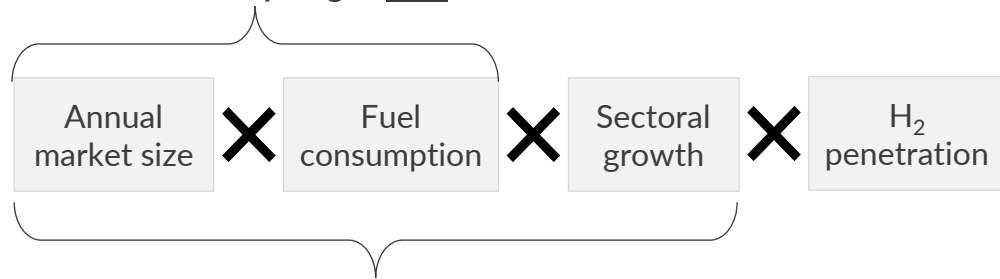 Annual
market size
Fuel
consumption
Sectoral
growth
H₂
penetration